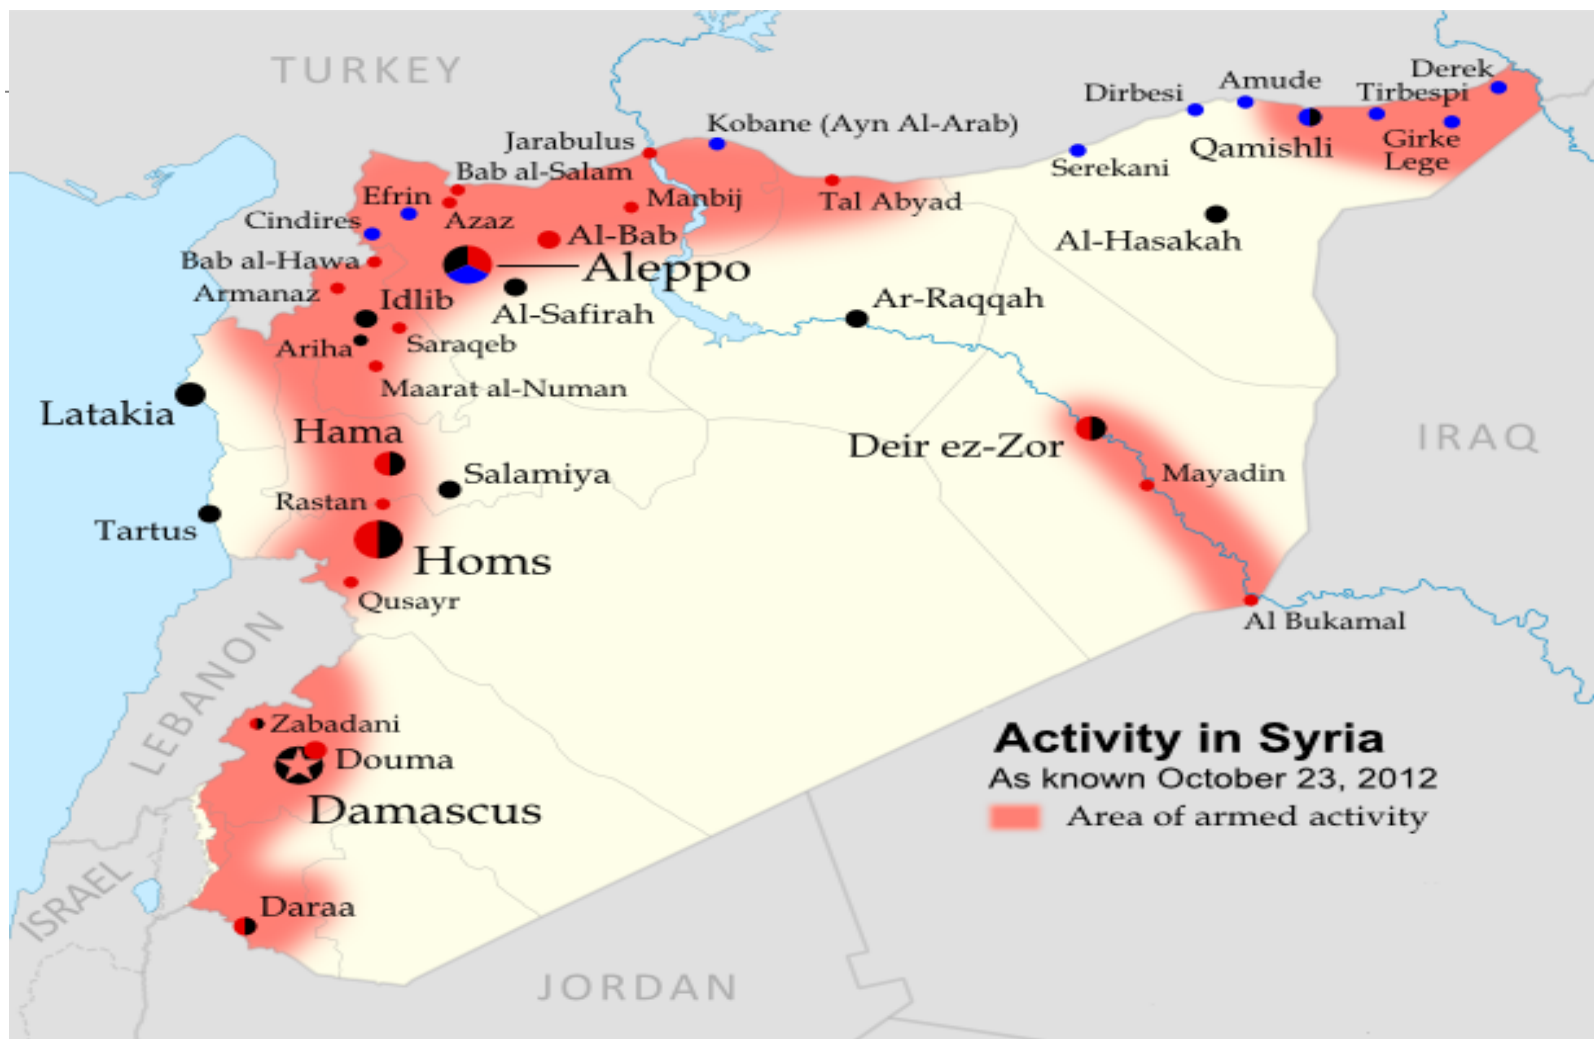 TURKEY
Derek
Amude
Tirbespi
Dirbesi
Kobane (Ayn Al-Arab)
Jarabulus
Qamishli
Girke
Lege
Bab al-Salam
Serekani
Efrin
Manbij
Tal Abyad
Azaz
Cindires
Al-Bab
Al-Hasakah
Bab al-Hawa
Aleppo
Armanaz
Idlib
Al-Safirah
Ar-Raqqah
Ariha
Saraqeb
Maarat al-Numan
Latakia
Hama
Deir ez-Zor
IRAQ
Salamiya
Mayadin
Rastan
Tartus
Homs
Qusayr
Al Bukamal
LEBANON
Zabadani
Douma
Damascus
Activity in Syria
As known October 23, 2012
Area of armed activity
ISRAEL
Daraa
JORDAN